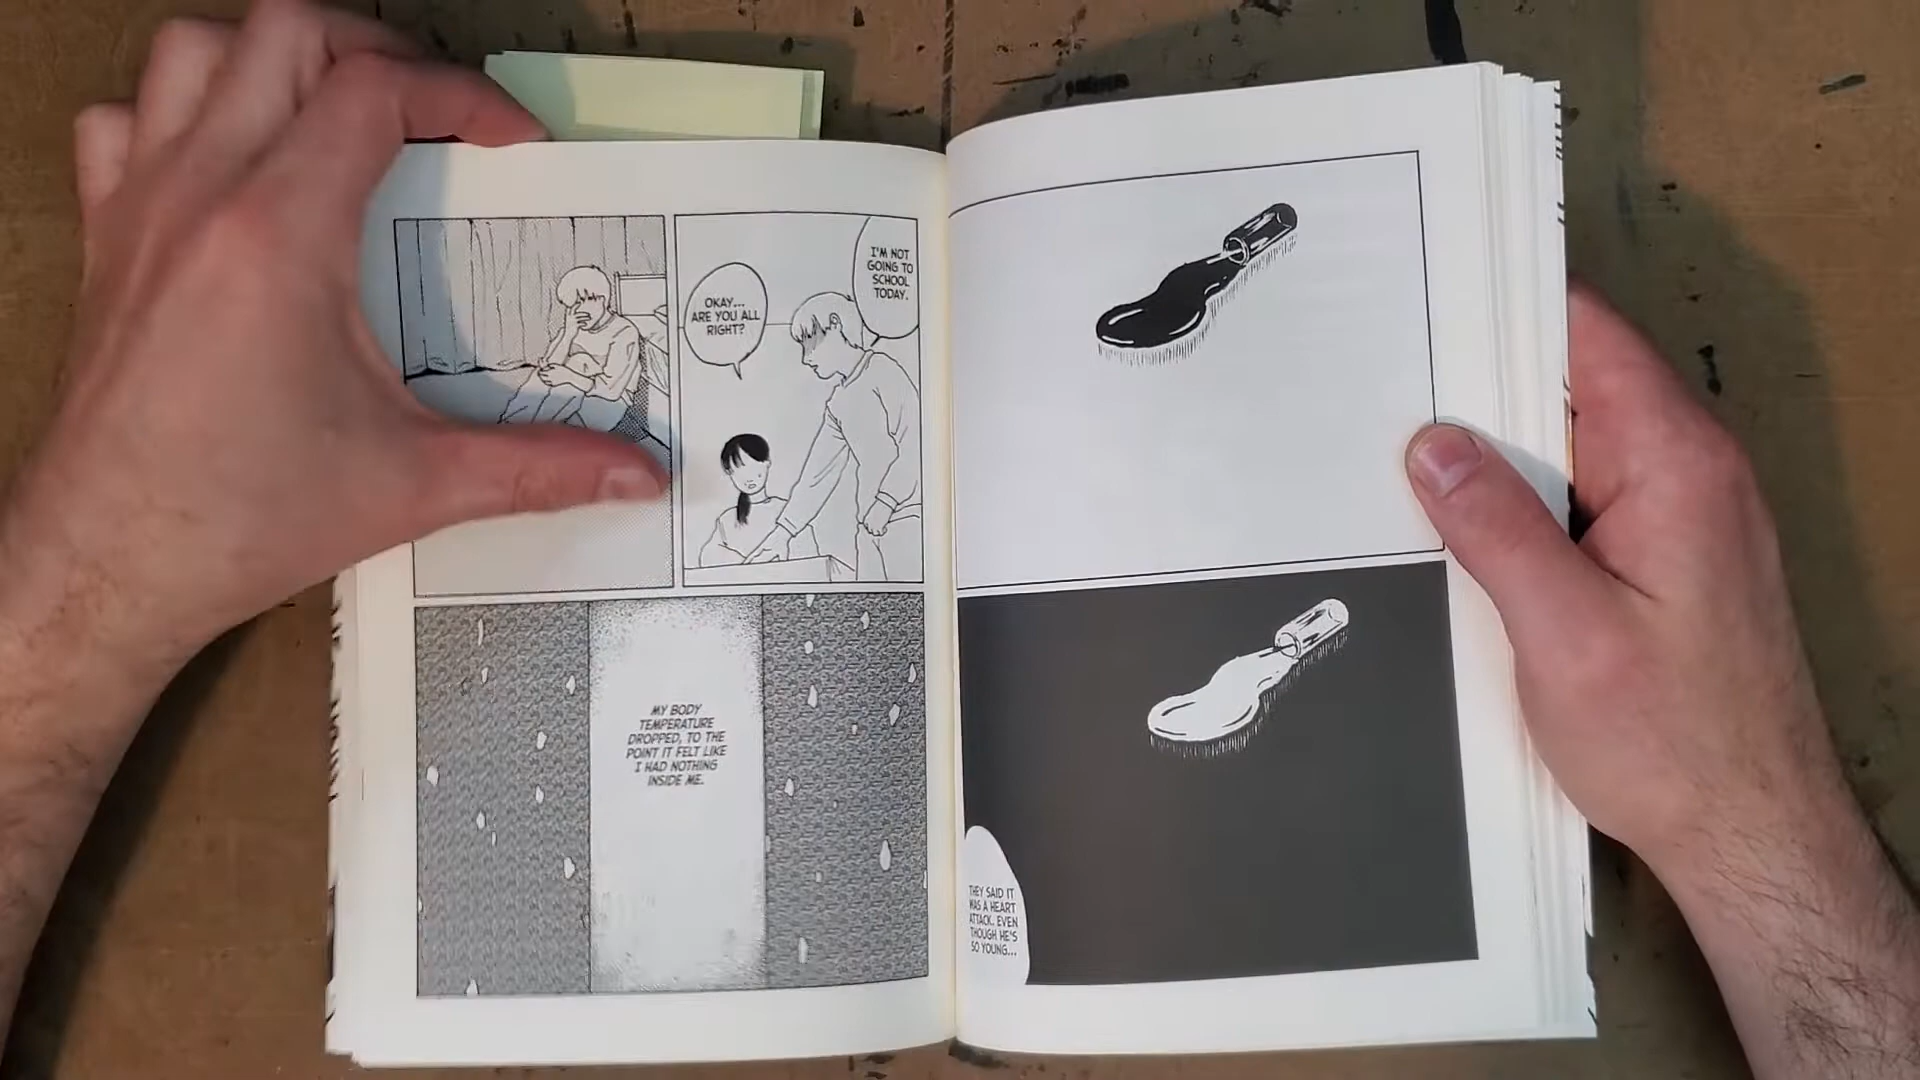 THEY SAID IT
WAS A HEART
ATTACK. EVEN
THOUGH HE'S
SO YOUNG...
I'M NOT
GOING TO
SCHOOL
TODAY.
OKAY...
ARE YOU ALL
RIGHT?
MY BODY
TEMPERATURE
DROPPED, TO THE
POINT IT FELT LIKE
I HAD NOTHING
INSIDE ME.